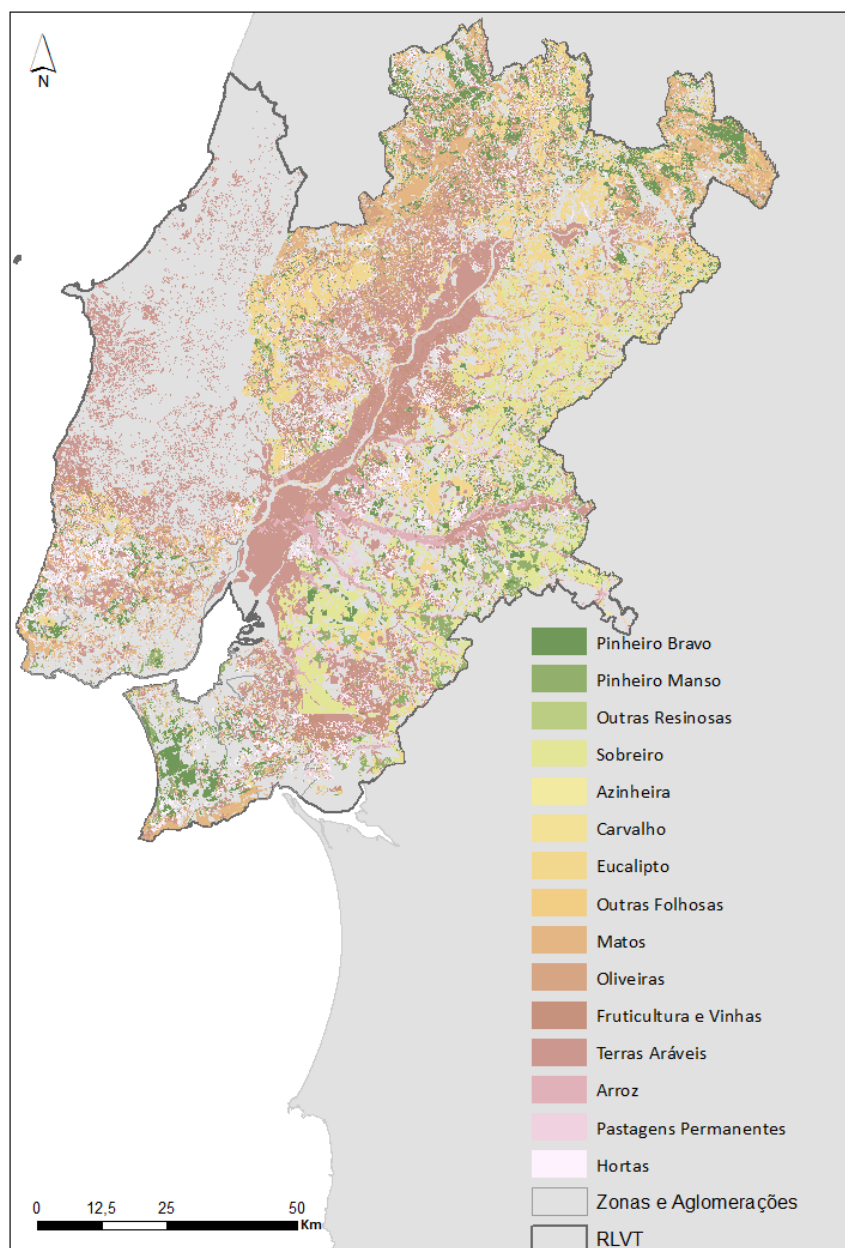 N
Pinheiro Bravo
Pinheiro Manso
Outras Resinosas
Sobreiro
Azinheira
Carvalho
Eucalipto
Outras Folhosas
Matos
Oliveiras
Fruticultura e Vinhas
Terras Aráveis
Arroz
Pastagens Permanentes
Hortas
Zonas e Aglomerações
RLVT
0 12,5 25 50
Km